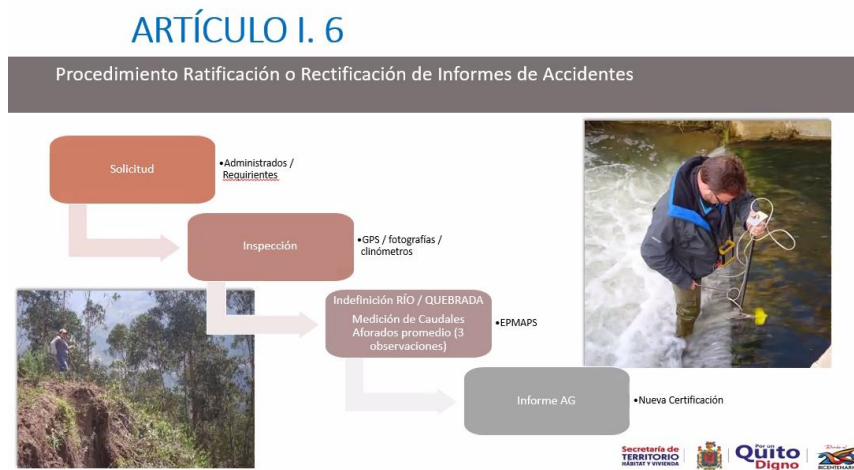 ARTÍCULO I. 6
Procedimiento Ratificación o Rectificación de Informes de Accidentes
Solicitud
•Administrados /
Requirientes
Inspección
•GPS / fotografías /
clinómetros
Indefinición RÍO / QUEBRADA
Medición de Caudales
Aforados promedio (3
observaciones)
•EPMAPS
Informe AG
•Nueva Certificación
Secretaría de
TERRITORIO
HÁBITAT Y VIVIENDA
Por un
Quito
Digno
BICENTENARIO